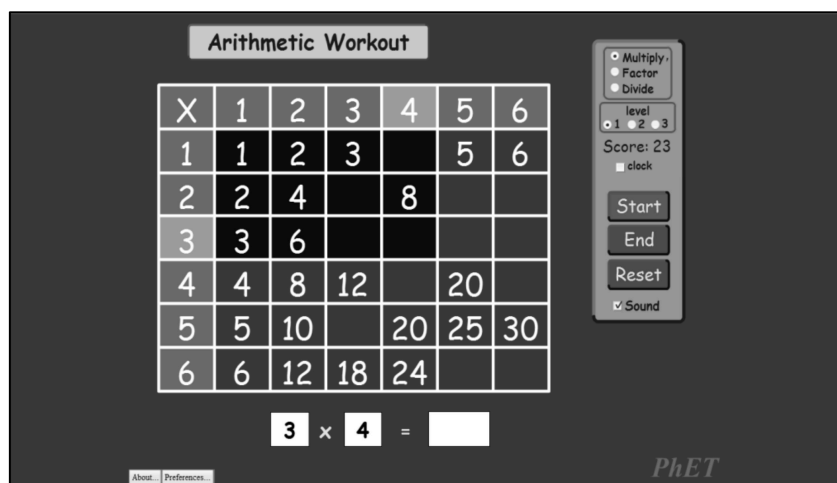 Arithmetic Workout
X 1 2 3 4 5 6
1 1 2 3 5 6
2 2 4 8
3 3 6
4 4 8 12 20
5 5 10 20 25 30
6 6 12 18 24
3 x 4 =
Multiply
Factor
Divide
level
1 2 3
Score: 23
clock
Start
End
Reset
Sound
About... Preferences...
PhET